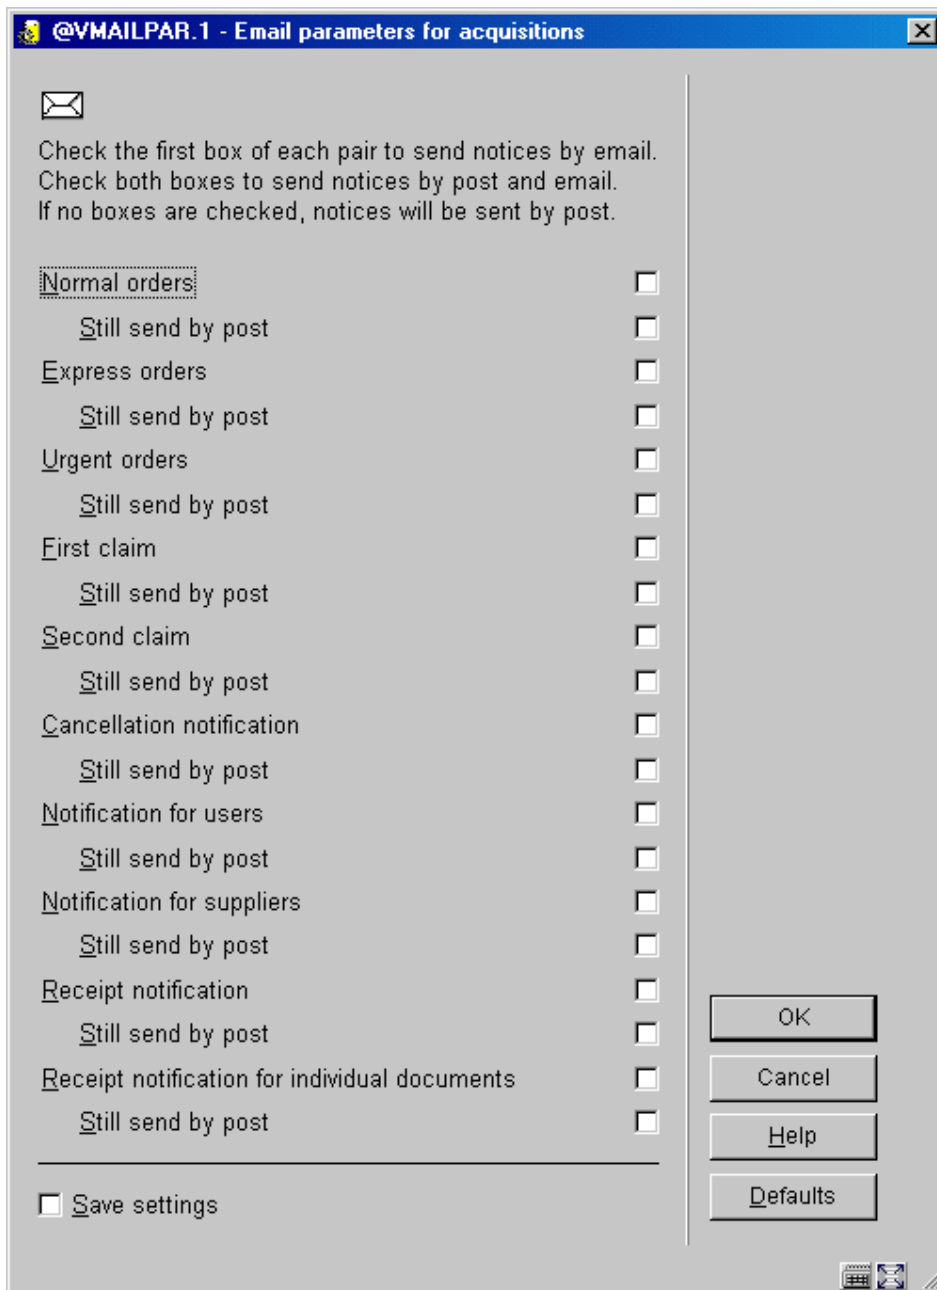 @VMAILPAR.1 - Email parameters for acquisitions
Check the first box of each pair to send notices by email.
Check both boxes to send notices by post and email.
If no boxes are checked, notices will be sent by post.
Normal orders
Still send by post
Express orders
Still send by post
Urgent orders
Still send by post
First claim
Still send by post
Second claim
Still send by post
Cancellation notification
Still send by post
Notification for users
Still send by post
Notification for suppliers
Still send by post
Receipt notification
Still send by post
Receipt notification for individual documents
Still send by post
Save settings
OK
Cancel
Help
Defaults